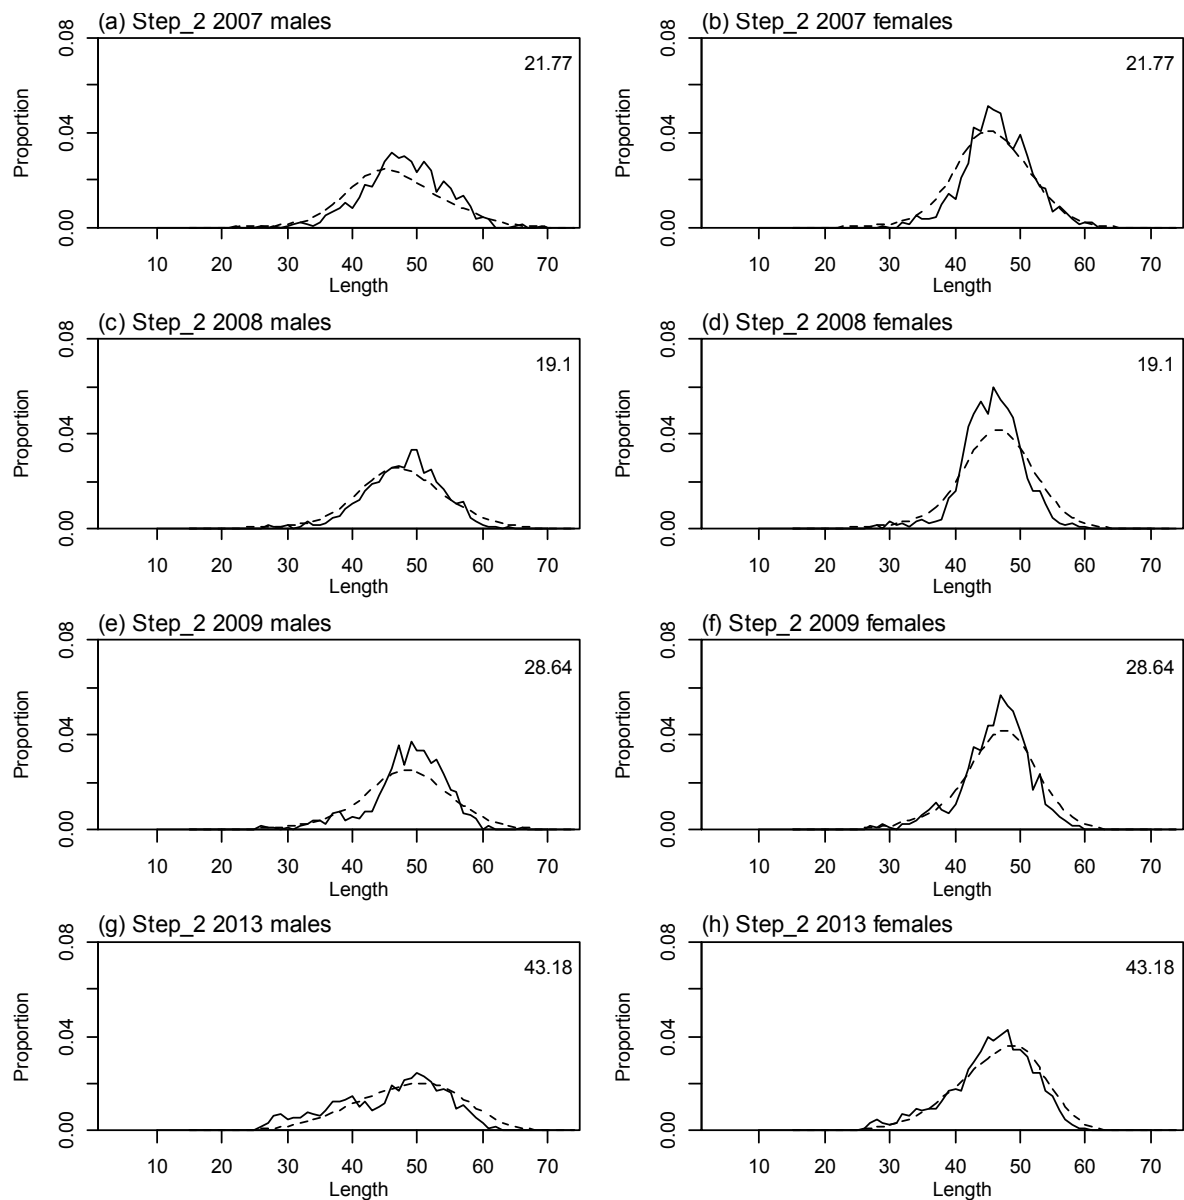 (a) Step_2 2007 males
0.08
21.77
Proportion
0.04
0.00
10 20 30 40 50 60 70
Length
(b) Step_2 2007 females
0.08
21.77
Proportion
0.04
0.00
10 20 30 40 50 60 70
Length
(c) Step_2 2008 males
0.08
19.1
Proportion
0.04
0.00
10 20 30 40 50 60 70
Length
(d) Step_2 2008 females
0.08
19.1
Proportion
0.04
0.00
10 20 30 40 50 60 70
Length
(e) Step_2 2009 males
0.08
28.64
Proportion
0.04
0.00
10 20 30 40 50 60 70
Length
(f) Step_2 2009 females
0.08
28.64
Proportion
0.04
0.00
10 20 30 40 50 60 70
Length
(g) Step_2 2013 males
0.08
43.18
Proportion
0.04
0.00
10 20 30 40 50 60 70
Length
(h) Step_2 2013 females
0.08
43.18
Proportion
0.04
0.00
10 20 30 40 50 60 70
Length